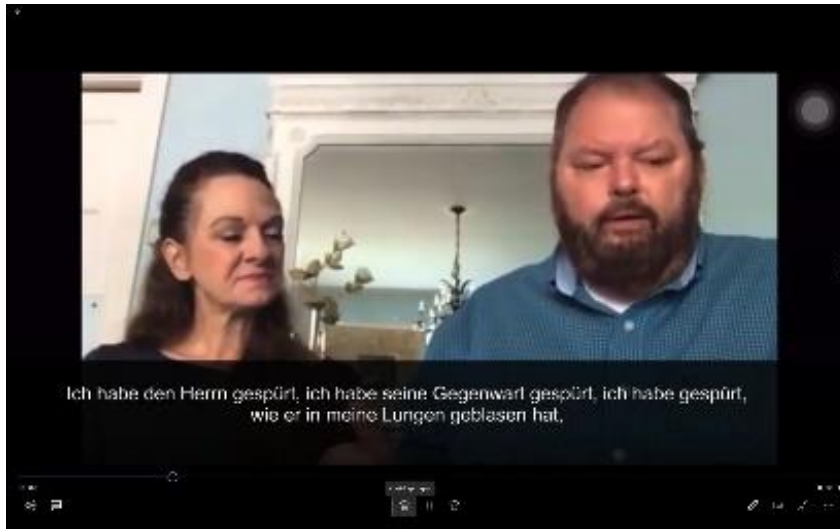 Ich habe den Herrn gespürt, ich habe seine Gegenwart gespürt, ich habe gespürt,
wie er in meine Lungen geblasen hat,